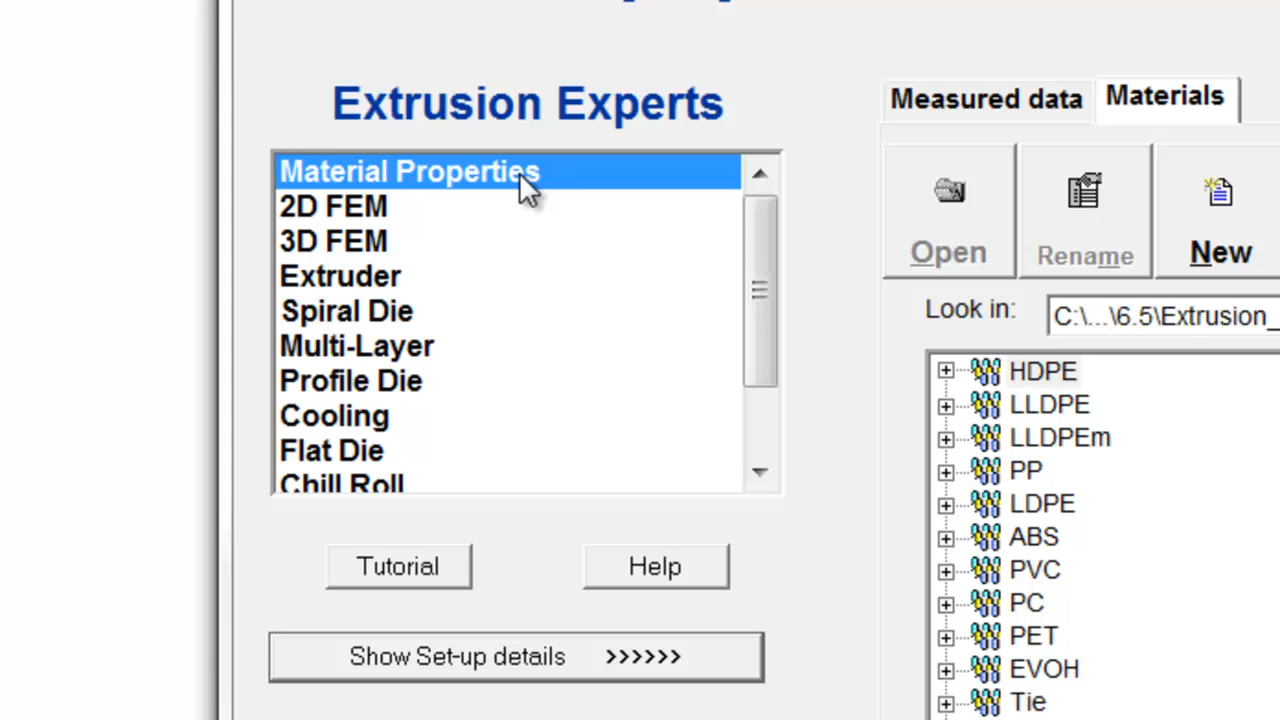 Extrusion Experts
Material Properties
2D FEM
3D FEM
Extruder
Spiral Die
Multi-Layer
Profile Die
Cooling
Flat Die
Chill Roll
Tutorial
Help
Show Set-up details >>>>>>
Measured data
Materials
Open
Rename
New
Look in:
C:\...\6.5\Extrusion_
HDPE
LLDPE
LLDPEm
PP
LDPE
ABS
PVC
PC
PET
EVOH
Tie